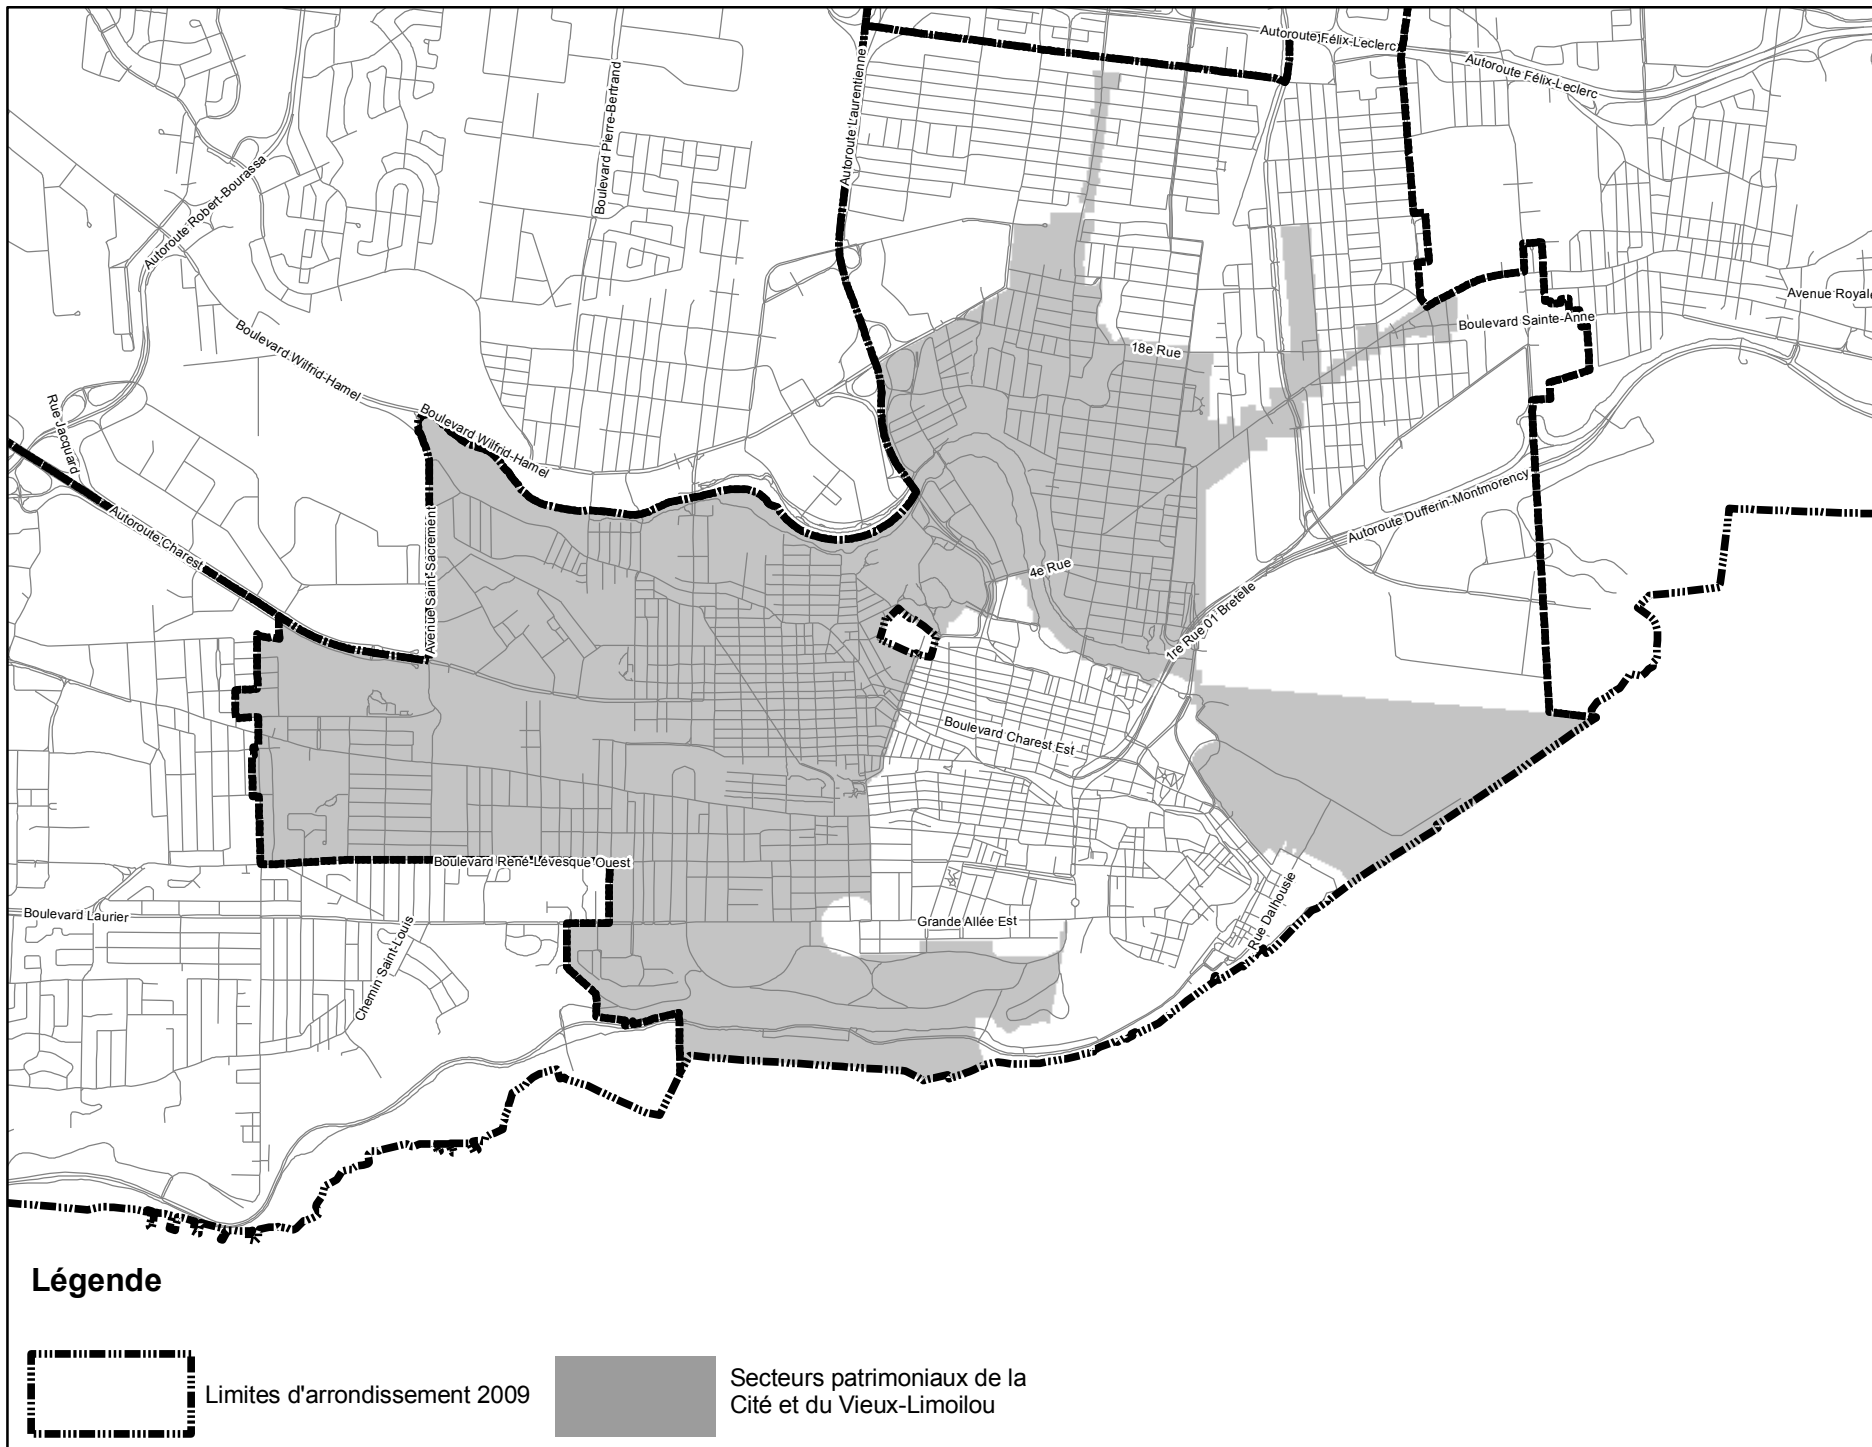 Autoroute Félix-Leclerc
Autoroute Félix-Leclerc
Autoroute Laurentienne
Boulevard Pierre-Bertrand
Autoroute Robert-Bourassa
Avenue Royale
Boulevard Sainte-Anne
Boulevard Wilfrid-Hamel
18e Rue
Rue Jacquard
Boulevard Wilfrid-Hamel
Autoroute Dufferin-Montmorency
Autoroute Charest
Avenue Saint-Sacrement
4e Rue
1re Rue 01 Bretelle
Boulevard Charest Est
Boulevard René-Lévesque Ouest
Boulevard Laurier
Grande Allée Est
Rue Dalhousie
Chemin Saint-Louis
Légende
Limites d'arrondissement 2009
Secteurs patrimoniaux de la
Cité et du Vieux-Limoilou